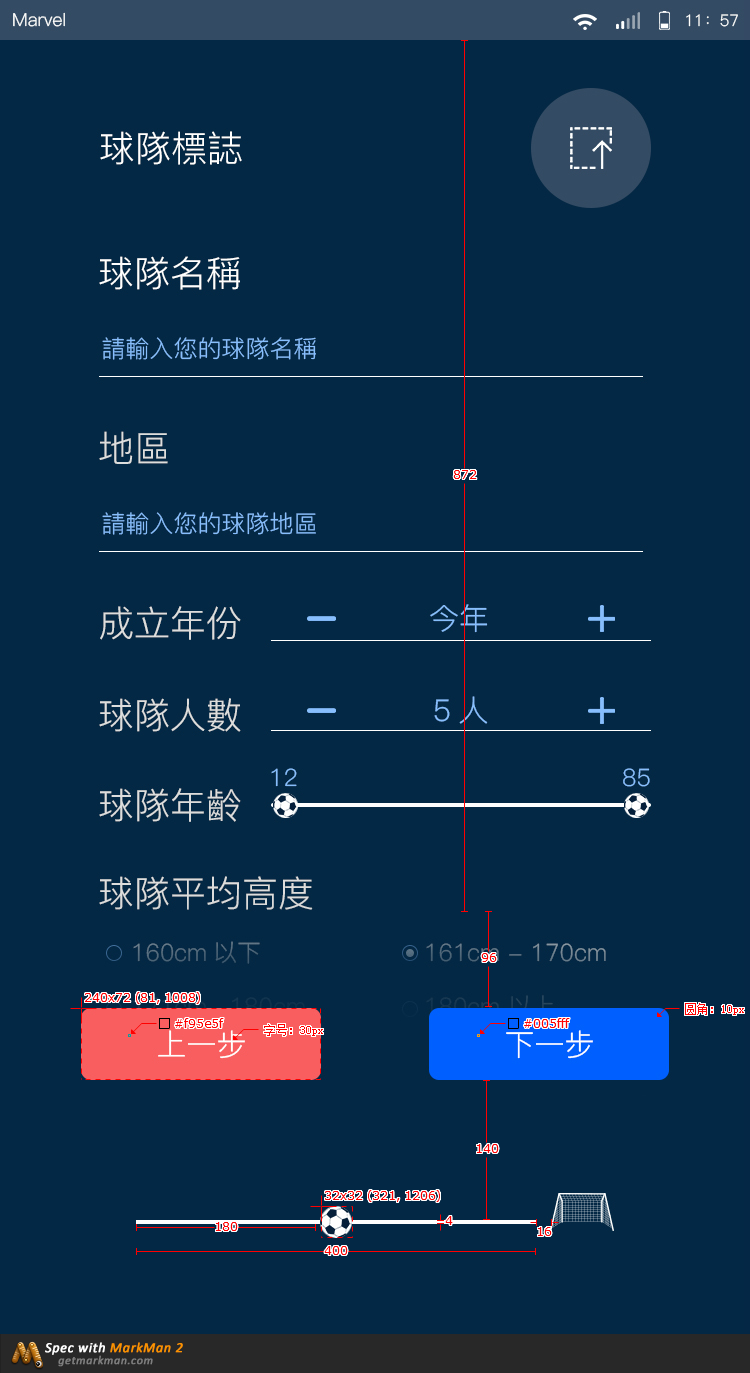 Marvel 11: 57
球隊標誌
球隊名稱
請輸入您的球隊名稱
872
地區
請輸入您的球隊地區
成立年份 今年
球隊人數 5 人
12 85
球隊年齡
球隊平均高度
160cm 以下 161cm - 170cm
96
180cm 180cm 以上
240x72 (81, 1008) 圆角: 10px
#f95e5f 字号: 30px #005fff
上一步 下一步
140
32x32 (321, 1206)
180 4 16
400
Spec with MarkMan 2
getmarkman.com